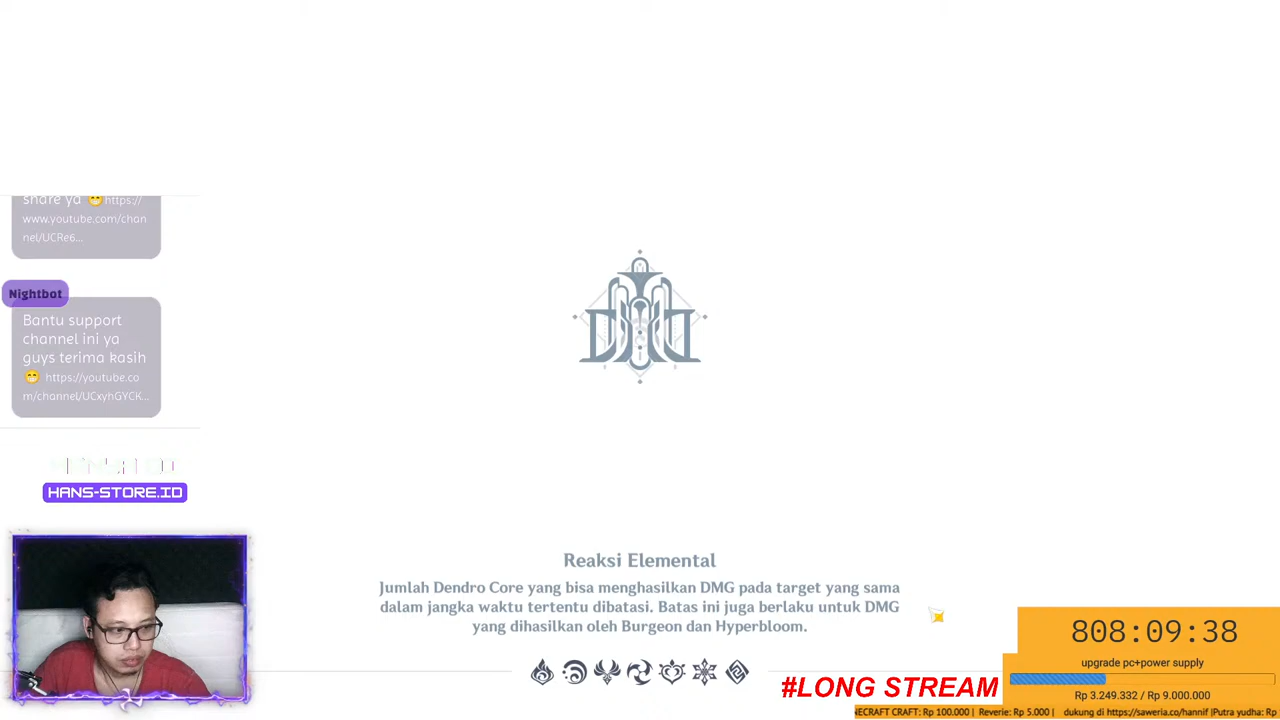 snare ya 😁 https://
www.youtube.com/chan
nel/UCRe6...
Nightbot
Bantu support
channel ini ya
guys terima kasih
😁 https://youtube.co
m/channel/UCxyhGYCK...
HANS-STORE.ID
Reaksi Elemental
Jumlah Dendro Core yang bisa menghasilkan DMG pada target yang sama
dalam jangka waktu tertentu dibatasi. Batas ini juga berlaku untuk DMG
yang dihasilkan oleh Burgeon dan Hyperbloom.
#LONG STREAM
808:09:38
upgrade pc+power supply
Rp 3.249.332 / Rp 9.000.000
NECRAFT CRAFT: Rp 100.000 | Reverie: Rp 5.000 | dukung di https://saweria.co/hannif |Putra yudha: Rp